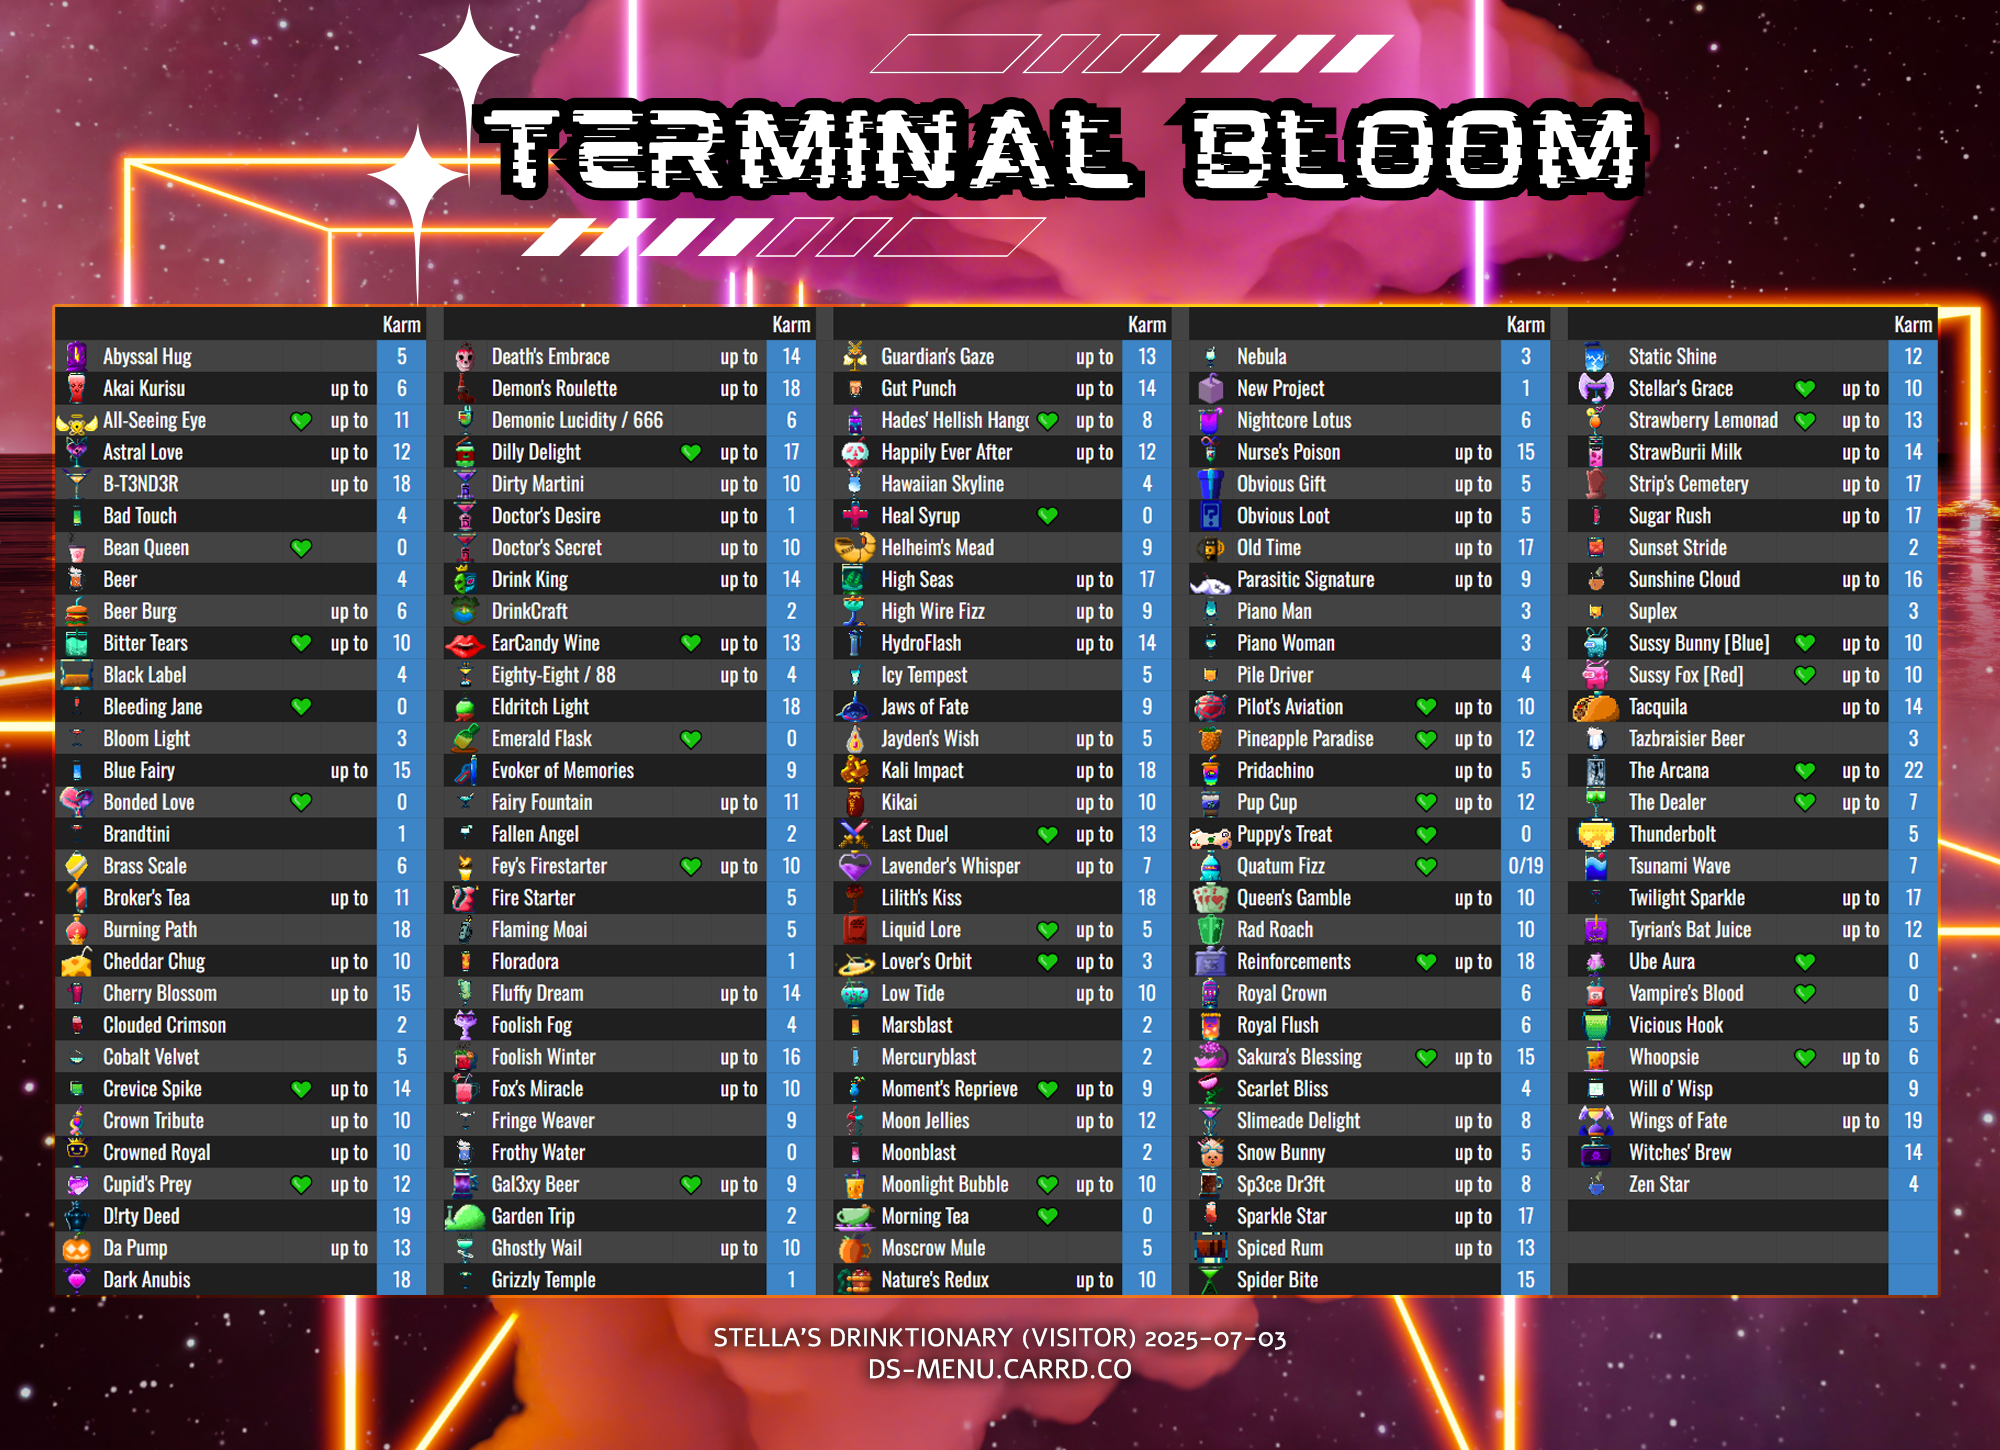 TERMINAL BLOOM
Karm
Abyssal Hug 5
Akai Kurisu up to 6
All-Seeing Eye up to 11
Astral Love up to 12
B-T3ND3R up to 18
Bad Touch 4
Bean Queen 0
Beer 4
Beer Burg up to 6
Bitter Tears up to 10
Black Label 4
Bleeding Jane 0
Bloom Light 3
Blue Fairy up to 15
Bonded Love 0
Brandtini 1
Brass Scale 6
Broker's Tea up to 11
Burning Path 18
Cheddar Chug up to 10
Cherry Blossom up to 15
Clouded Crimson 2
Cobalt Velvet 5
Crevice Spike up to 14
Crown Tribute up to 10
Crowned Royal up to 10
Cupid's Prey up to 12
D!rty Deed 19
Da Pump up to 13
Dark Anubis 18
Karm
Death's Embrace up to 14
Demon's Roulette up to 18
Demonic Lucidity / 666 6
Dilly Delight up to 17
Dirty Martini up to 10
Doctor's Desire up to 1
Doctor's Secret up to 10
Drink King up to 14
DrinkCraft 2
EarCandy Wine up to 13
Eighty-Eight / 88 up to 4
Eldritch Light 18
Emerald Flask 0
Evoker of Memories 9
Fairy Fountain up to 11
Fallen Angel 2
Fey's Firestarter up to 10
Fire Starter 5
Flaming Moai 5
Floradora 1
Fluffy Dream up to 14
Foolish Fog 4
Foolish Winter up to 16
Fox's Miracle up to 10
Fringe Weaver 9
Frothy Water 0
Gal3xy Beer up to 9
Garden Trip 2
Ghostly Wail up to 10
Grizzly Temple 1
Karm
Guardian's Gaze up to 13
Gut Punch up to 14
Hades' Hellish Hang up to 8
Happily Ever After up to 12
Hawaiian Skyline 4
Heal Syrup 0
Helheim's Mead 9
High Seas up to 17
High Wire Fizz up to 9
HydroFlash up to 14
Icy Tempest 5
Jaws of Fate 9
Jayden's Wish up to 5
Kali Impact up to 18
Kikai up to 10
Last Duel up to 13
Lavender's Whisper up to 7
Lilith's Kiss 18
Liquid Lore up to 5
Lover's Orbit up to 3
Low Tide up to 10
Marsblast 2
Mercuryblast 2
Moment's Reprieve up to 9
Moon Jellies up to 12
Moonblast 2
Moonlight Bubble up to 10
Morning Tea 0
Moscrow Mule 5
Nature's Redux up to 10
Karm
Nebula 3
New Project 1
Nightcore Lotus 6
Nurse's Poison up to 15
Obvious Gift up to 5
Obvious Loot up to 5
Old Time up to 17
Parasitic Signature up to 9
Piano Man 3
Piano Woman 3
Pile Driver 4
Pilot's Aviation up to 10
Pineapple Paradise up to 12
Pridachino up to 5
Pup Cup up to 12
Puppy's Treat 0
Quatum Fizz 0/19
Queen's Gamble up to 10
Rad Roach 10
Reinforcements up to 18
Royal Crown 6
Royal Flush 6
Sakura's Blessing up to 15
Scarlet Bliss 4
Slimeade Delight up to 8
Snow Bunny up to 5
Sp3ce Dr3ft up to 8
Sparkle Star up to 17
Spiced Rum up to 13
Spider Bite 15
Karm
Static Shine 12
Stellar's Grace up to 10
Strawberry Lemonad up to 13
StrawBurii Milk up to 14
Strip's Cemetery up to 17
Sugar Rush up to 17
Sunset Stride 2
Sunshine Cloud up to 16
Suplex 3
Sussy Bunny [Blue] up to 10
Sussy Fox [Red] up to 10
Tacquila up to 14
Tazbraisier Beer 3
The Arcana up to 22
The Dealer up to 7
Thunderbolt 5
Tsunami Wave 7
Twilight Sparkle up to 17
Tyrian's Bat Juice up to 12
Ube Aura 0
Vampire's Blood 0
Vicious Hook 5
Whoopsie up to 6
Will o' Wisp 9
Wings of Fate up to 19
Witches' Brew 14
Zen Star 4
STELLA'S DRINKTIONARY (VISITOR) 2025-07-03
DS-MENU.CARRD.CO